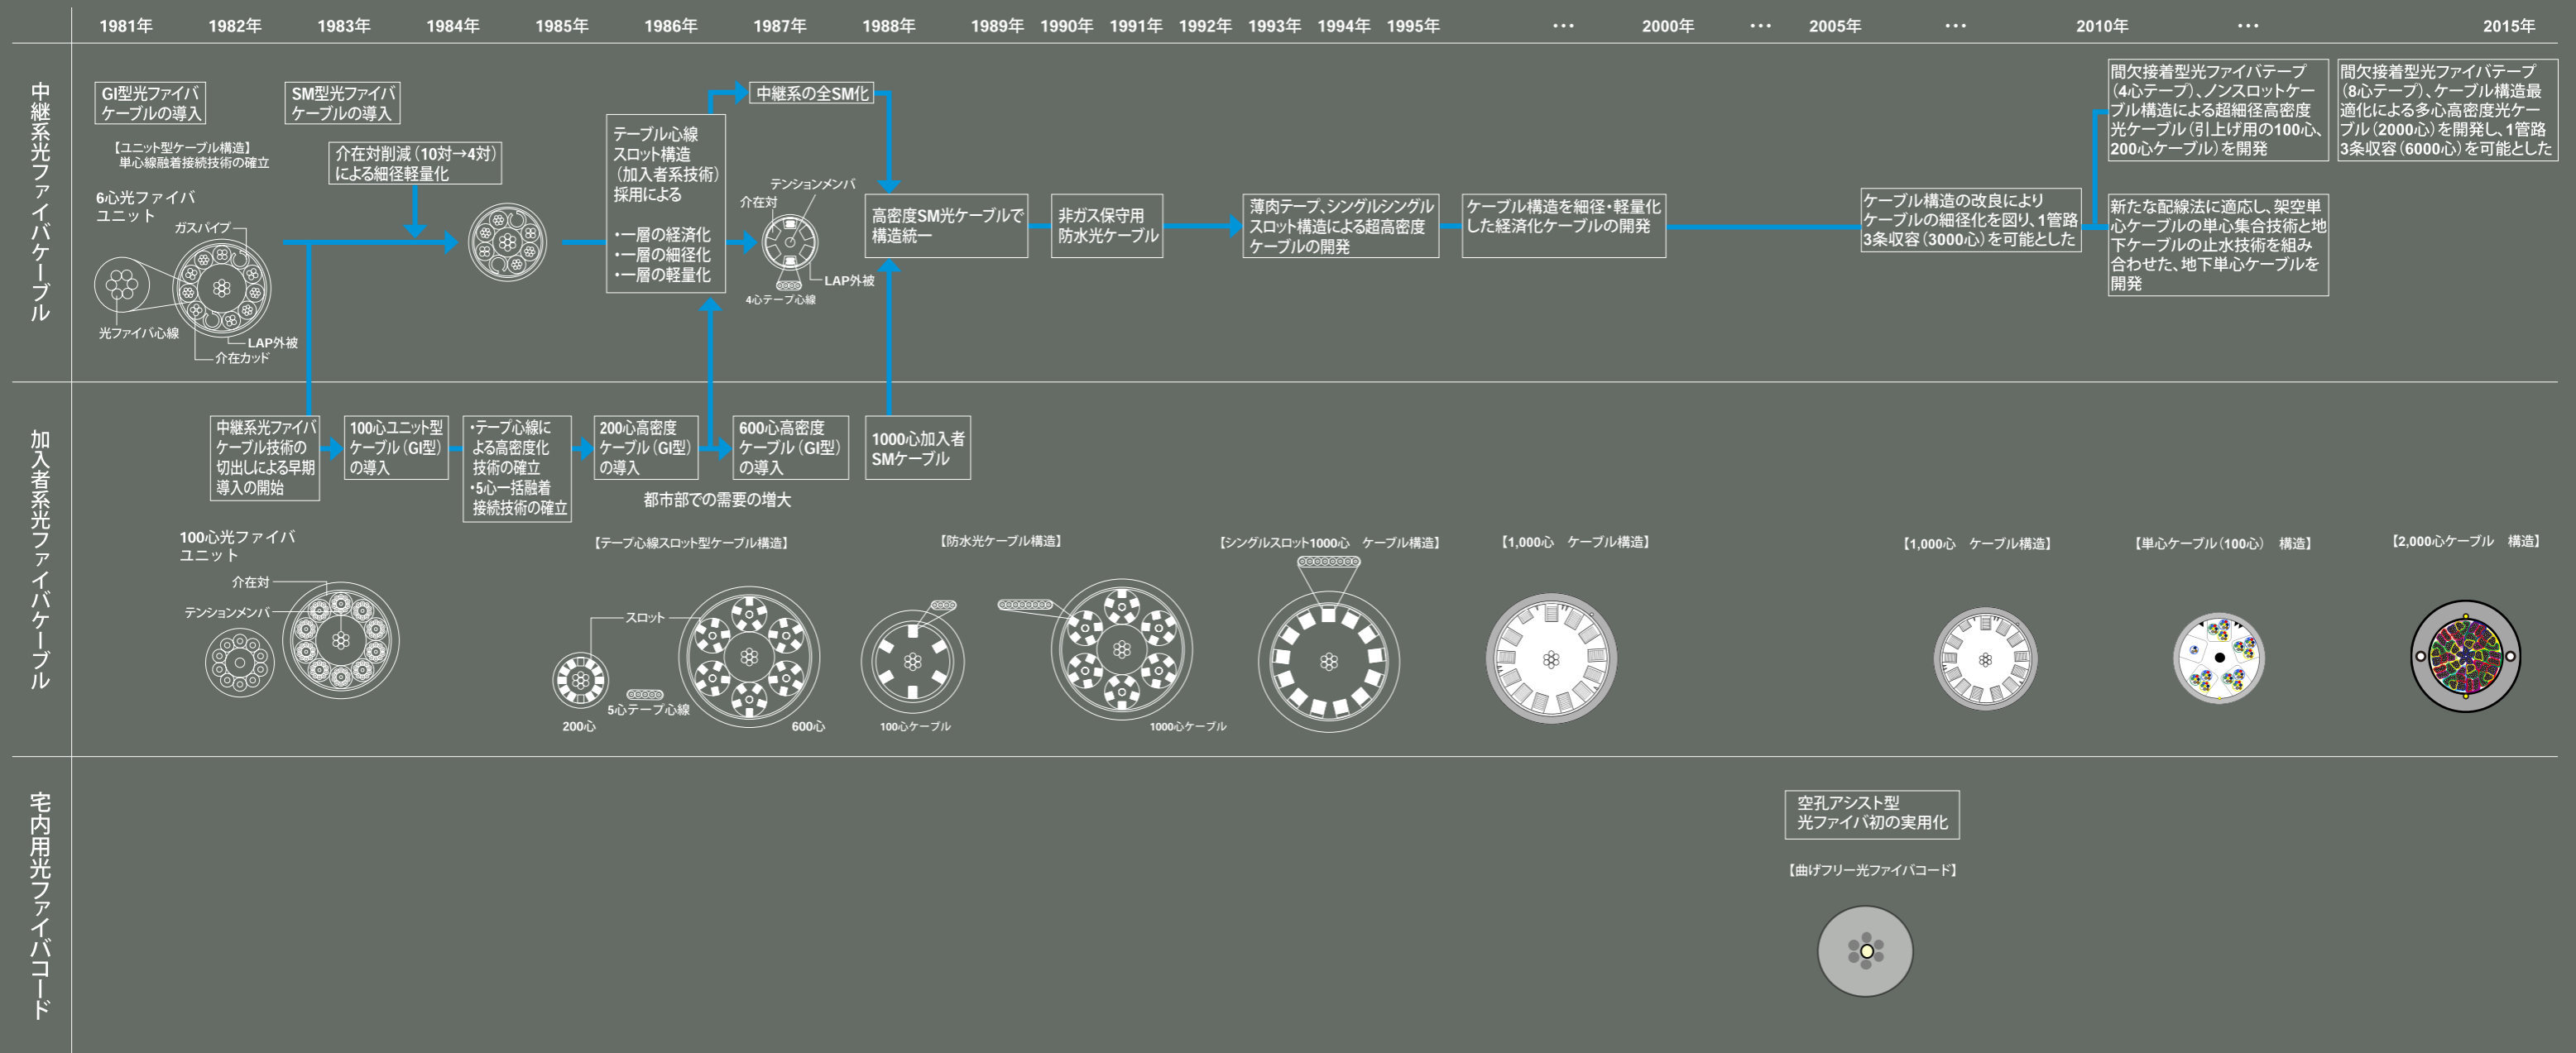 1981年
1982年
1983年
1984年
1985年
1986年
1987年
1988年
1989年
1990年
1991年
1992年
1993年
1994年
1995年
…
2000年
…
2005年
…
2010年
…
2015年
中継系光ファイバケーブル
GI型光ファイバ
ケーブルの導入
【ユニット型ケーブル構造】
単心線融着接続技術の確立
6心光ファイバ
ユニット
ガスパイプ
光ファイバ心線
LAP外被
介在カッド
SM型光ファイバ
ケーブルの導入
介在対削減（10対→4対）
による細径軽量化
テーブル心線
スロット構造
（加入者系技術）
採用による
・一層の経済化
・一層の細径化
・一層の軽量化
中継系の全SM化
テンションメンバ
介在対
LAP外被
4心テープ心線
高密度SM光ケーブルで
構造統一
非ガス保守用
防水光ケーブル
薄肉テープ、シングルシングル
スロット構造による超高密度
ケーブルの開発
ケーブル構造を細径・軽量化
した経済化ケーブルの開発
ケーブル構造の改良により
ケーブルの細径化を図り、1管路
3条収容（3000心）を可能とした
間欠接着型光ファイバテープ
（4心テープ）、ノンスロットケー
ブル構造による超細径高密度
光ケーブル（引上げ用の100心、
200心ケーブル）を開発
新たな配線法に適応し、架空単
心ケーブルの単心集合技術と地
下ケーブルの止水技術を組み
合わせた、地下単心ケーブルを
開発
間欠接着型光ファイバテープ
（8心テープ）、ケーブル構造最
適化による多心高密度光ケー
ブル（2000心）を開発し、1管路
3条収容（6000心）を可能とした
加入者系光ファイバケーブル
中継系光ファイバ
ケーブル技術の
切出しによる早期
導入の開始
100心ユニット型
ケーブル（GI型）
の導入
・テープ心線に
よる高密度化
技術の確立
・5心一括融着
接続技術の確立
200心高密度
ケーブル（GI型）
の導入
600心高密度
ケーブル（GI型）
の導入
都市部での需要の増大
1000心加入者
SMケーブル
100心光ファイバ
ユニット
介在対
テンションメンバ
【テープ心線スロット型ケーブル構造】
スロット
5心テープ心線
200心
600心
【防水光ケーブル構造】
100心ケーブル
1000心ケーブル
【シングルスロット1000心　ケーブル構造】
【1,000心　ケーブル構造】
【1,000心　ケーブル構造】
【単心ケーブル（100心）　構造】
【2,000心ケーブル　構造】
宅内用光ファイバコード
空孔アシスト型
光ファイバ初の実用化
【曲げフリー光ファイバコード】